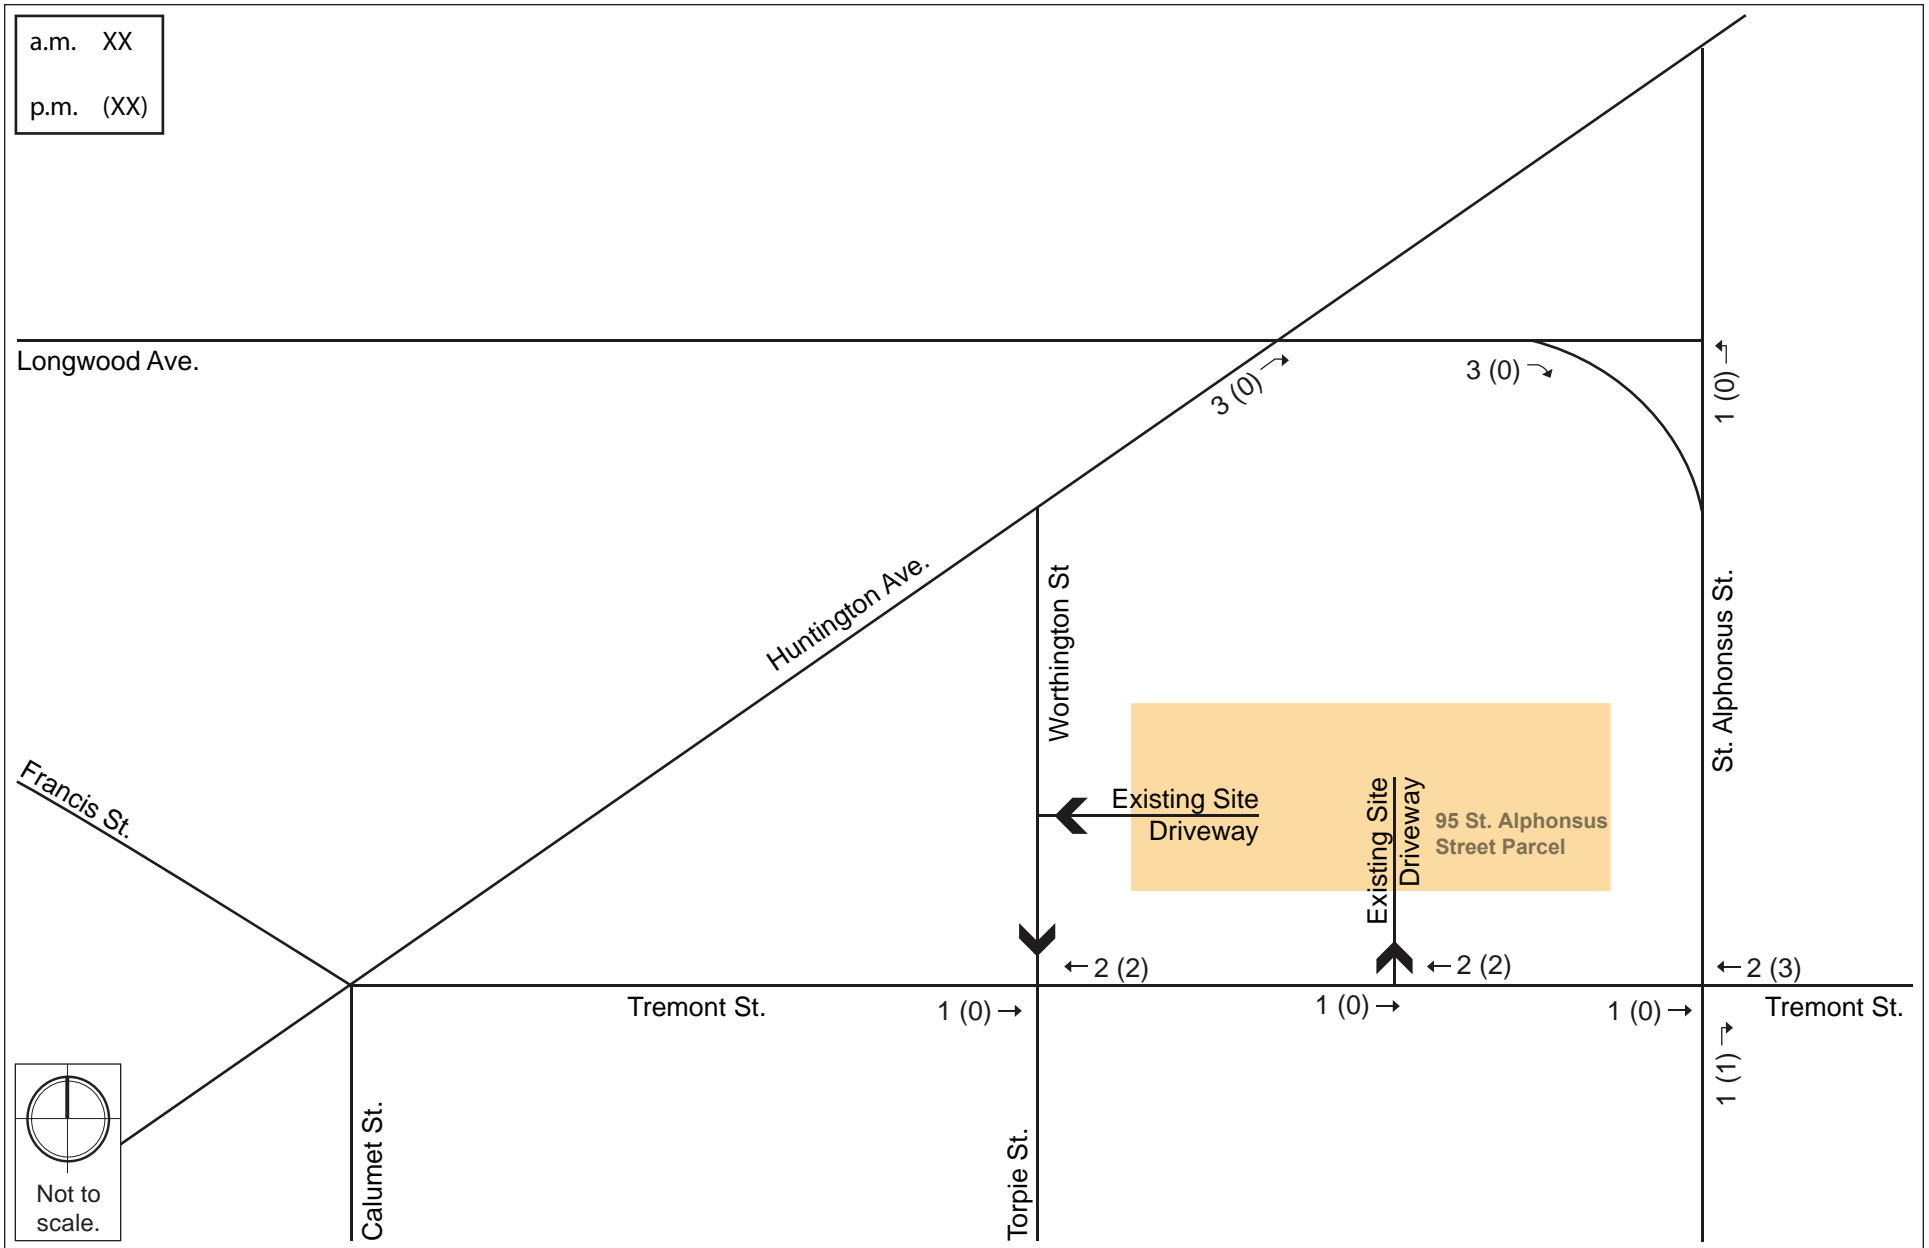 a.m. XX
p.m. (XX)
Longwood Ave.
3 (0)
3 (0)
1 (0)
Huntington Ave.
Worthington St
St. Alphonsus St.
Francis St.
Existing Site
Driveway
Existing Site
Driveway
95 St. Alphonsus
Street Parcel
2 (2)
2 (2)
2 (3)
Tremont St.
1 (0)
1 (0)
1 (0)
Tremont St.
1 (1)
Calumet St.
Torpie St.
Not to
scale.